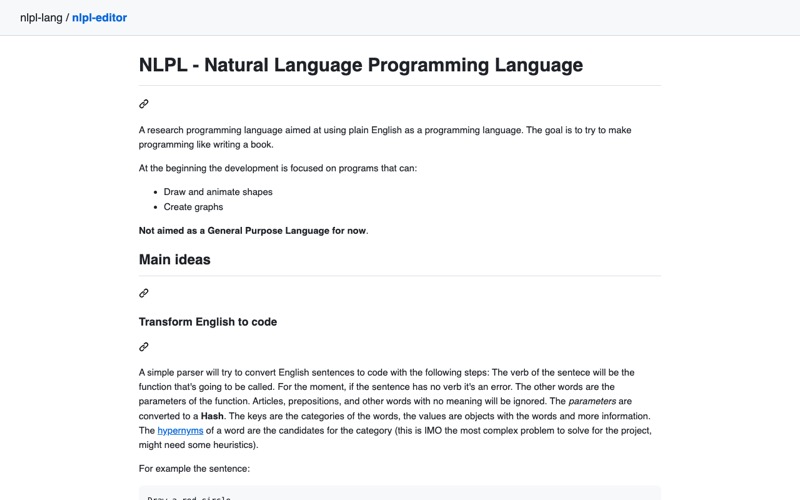 nlpl-lang / nlpl-editor
NLPL - Natural Language Programming Language
A research programming language aimed at using plain English as a programming language. The goal is to try to make
programming like writing a book.
At the beginning the development is focused on programs that can:
• Draw and animate shapes
• Create graphs
Not aimed as a General Purpose Language for now.
Main ideas
Transform English to code
A simple parser will try to convert English sentences to code with the following steps: The verb of the sentece will be the
function that's going to be called. For the moment, if the sentence has no verb it's an error. The other words are the
parameters of the function. Articles, prepositions, and other words with no meaning will be ignored. The parameters are
converted to a Hash. The keys are the categories of the words, the values are objects with the words and more information.
The hypernyms of a word are the candidates for the category (this is IMO the most complex problem to solve for the project,
might need some heuristics).
For example the sentence:
Draw a red circle